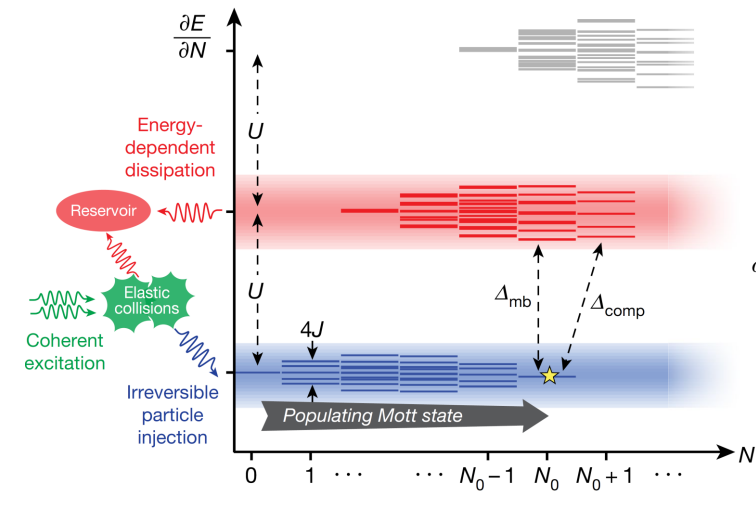 ∂E
∂N
U
Energy-
dependent
dissipation
Reservoir
U
Elastic
collisions
Coherent
excitation
Irreversible
particle
injection
4J
Δmb
Δcomp
Populating Mott state
0 1 ··· ··· N0 − 1 N0 N0 + 1 ···
N